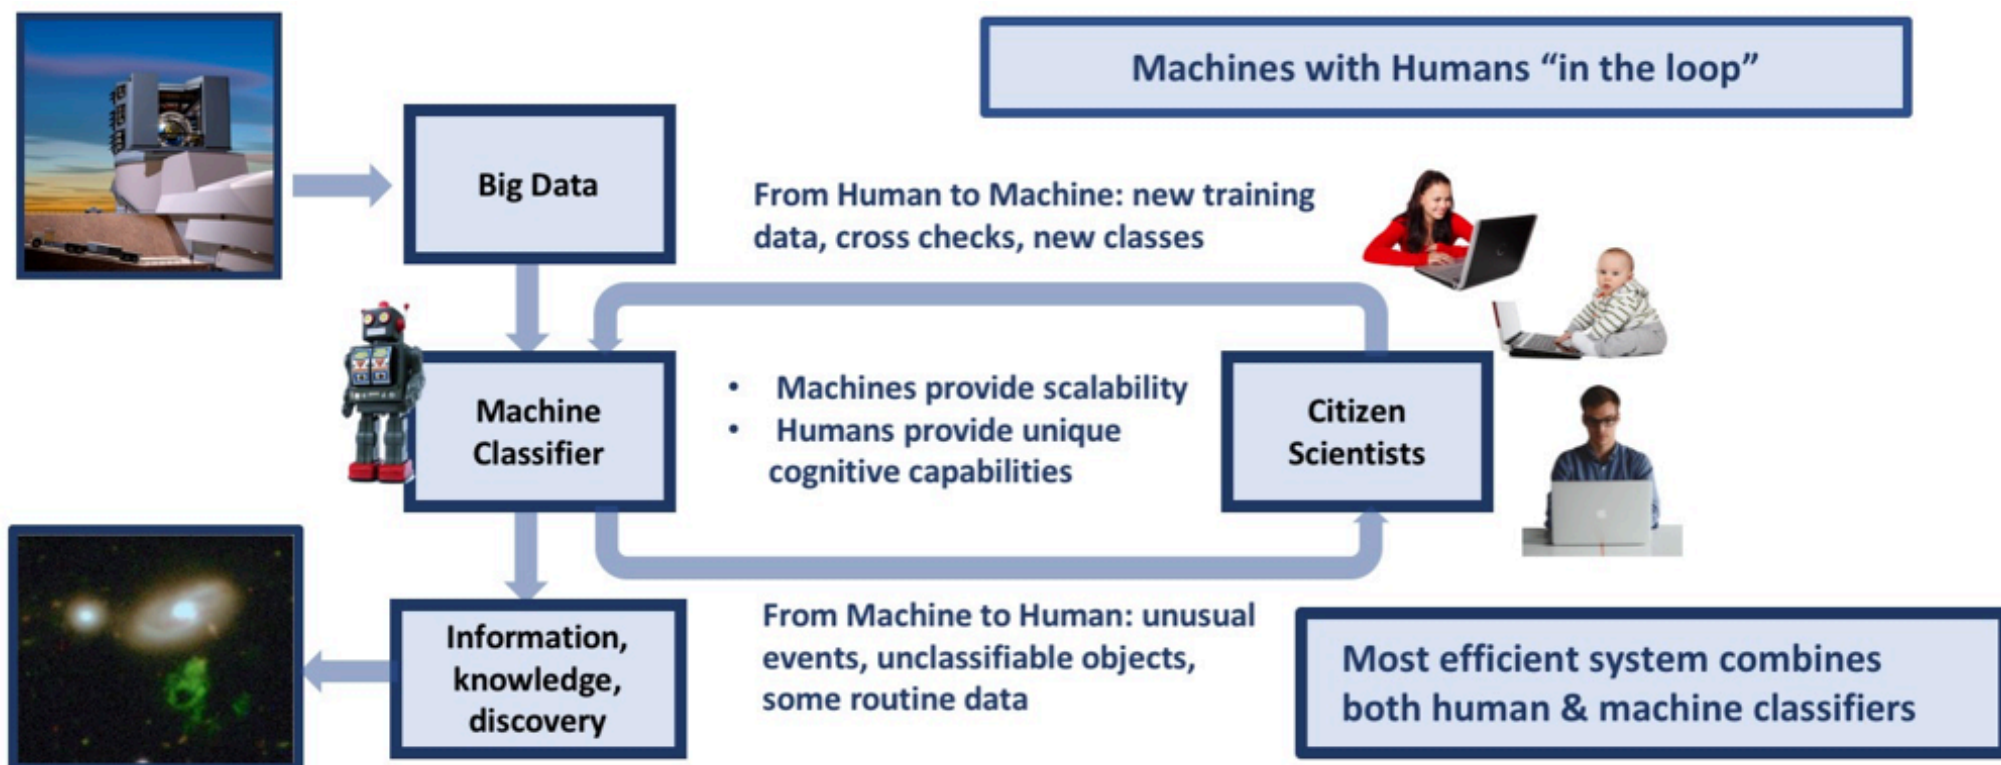 Machines with Humans “in the loop”
Big Data
From Human to Machine: new training
data, cross checks, new classes
Machine
Classifier
• Machines provide scalability
• Humans provide unique
cognitive capabilities
Citizen
Scientists
Information,
knowledge,
discovery
From Machine to Human: unusual
events, unclassifiable objects,
some routine data
Most efficient system combines
both human & machine classifiers